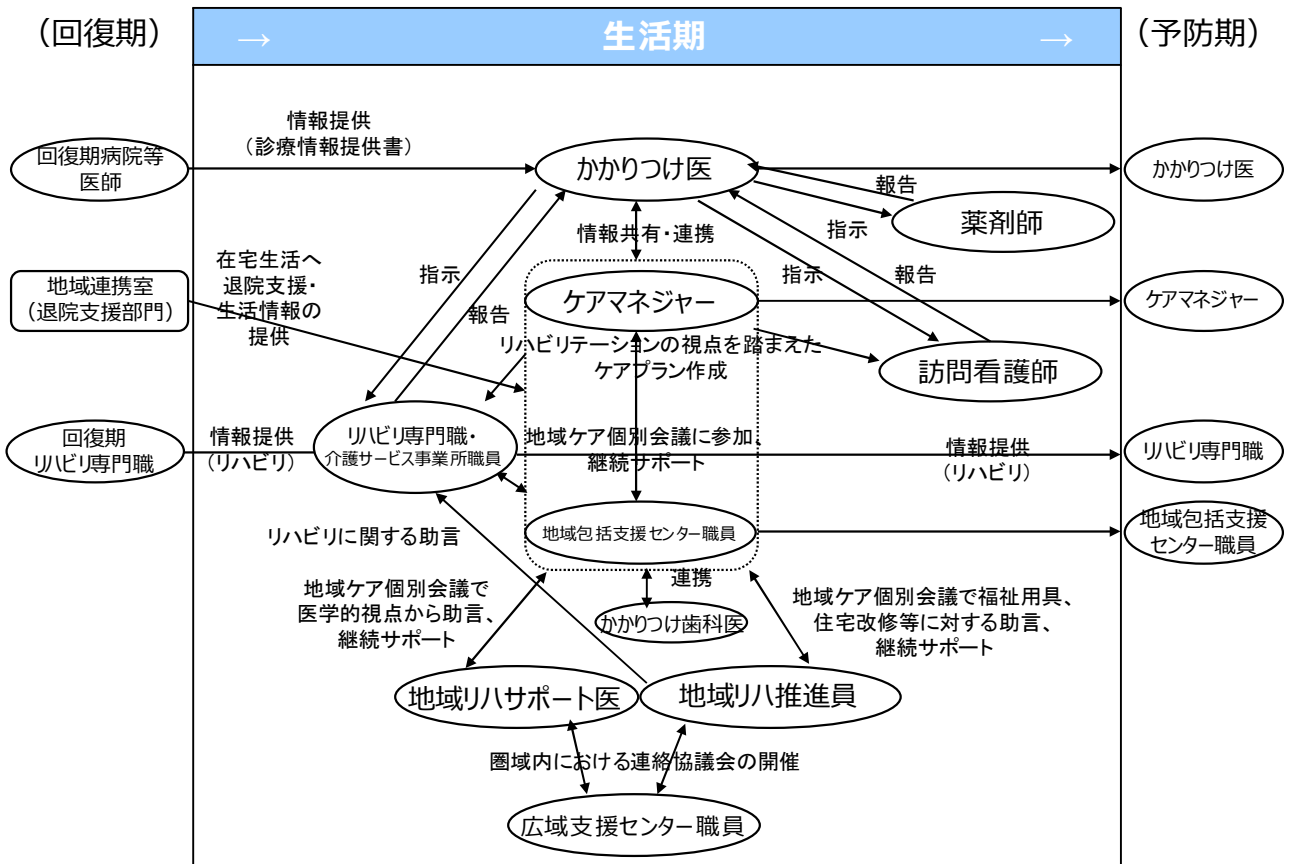 (回復期)
→ 生活期 →
(予防期)
情報提供
(診療情報提供書)
回復期病院等
医師
かかりつけ医
かかりつけ医
報告
薬剤師
指示
情報共有・連携
在宅生活へ
退院支援・
生活情報の
提供
指示
指示
報告
地域連携室
(退院支援部門)
ケアマネジャー
ケアマネジャー
報告
リハビリテーションの視点を踏まえた
ケアプラン作成
訪問看護師
回復期
リハビリ専門職
情報提供
(リハビリ)
リハビリ専門職・
介護サービス事業所職員
地域ケア個別会議に参加、
継続サポート
情報提供
(リハビリ)
リハビリ専門職
リハビリに関する助言
地域包括支援センター職員
地域包括支援
センター職員
連携
地域ケア個別会議で
医学的視点から助言、
継続サポート
かかりつけ歯科医
地域ケア個別会議で福祉用具、
住宅改修等に対する助言、
継続サポート
地域リハサポート医
地域リハ推進員
圏域内における連絡協議会の開催
広域支援センター職員